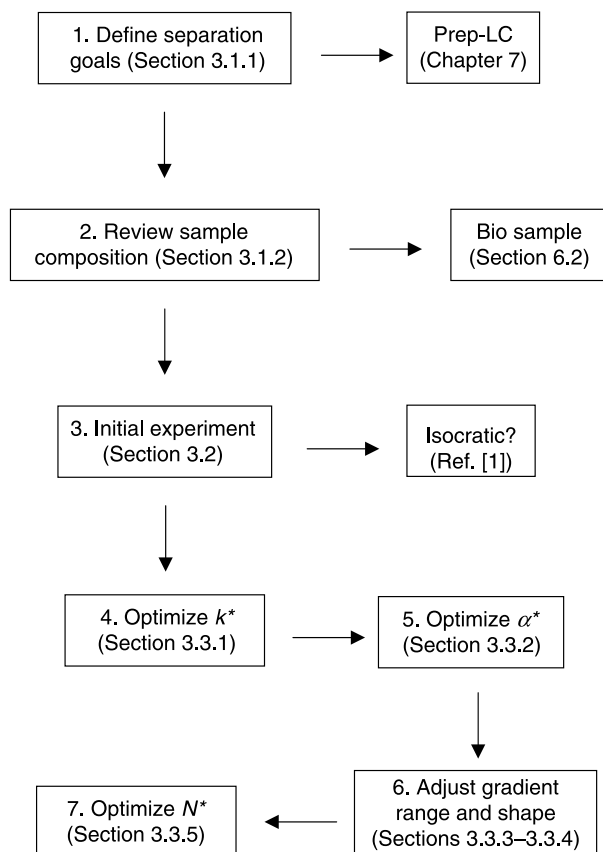 1. Define separation
goals (Section 3.1.1)
Prep-LC
(Chapter 7)
2. Review sample
composition (Section 3.1.2)
Bio sample
(Section 6.2)
3. Initial experiment
(Section 3.2)
Isocratic?
(Ref. [1])
4. Optimize k*
(Section 3.3.1)
5. Optimize α*
(Section 3.3.2)
6. Adjust gradient
range and shape
(Sections 3.3.3–3.3.4)
7. Optimize N*
(Section 3.3.5)